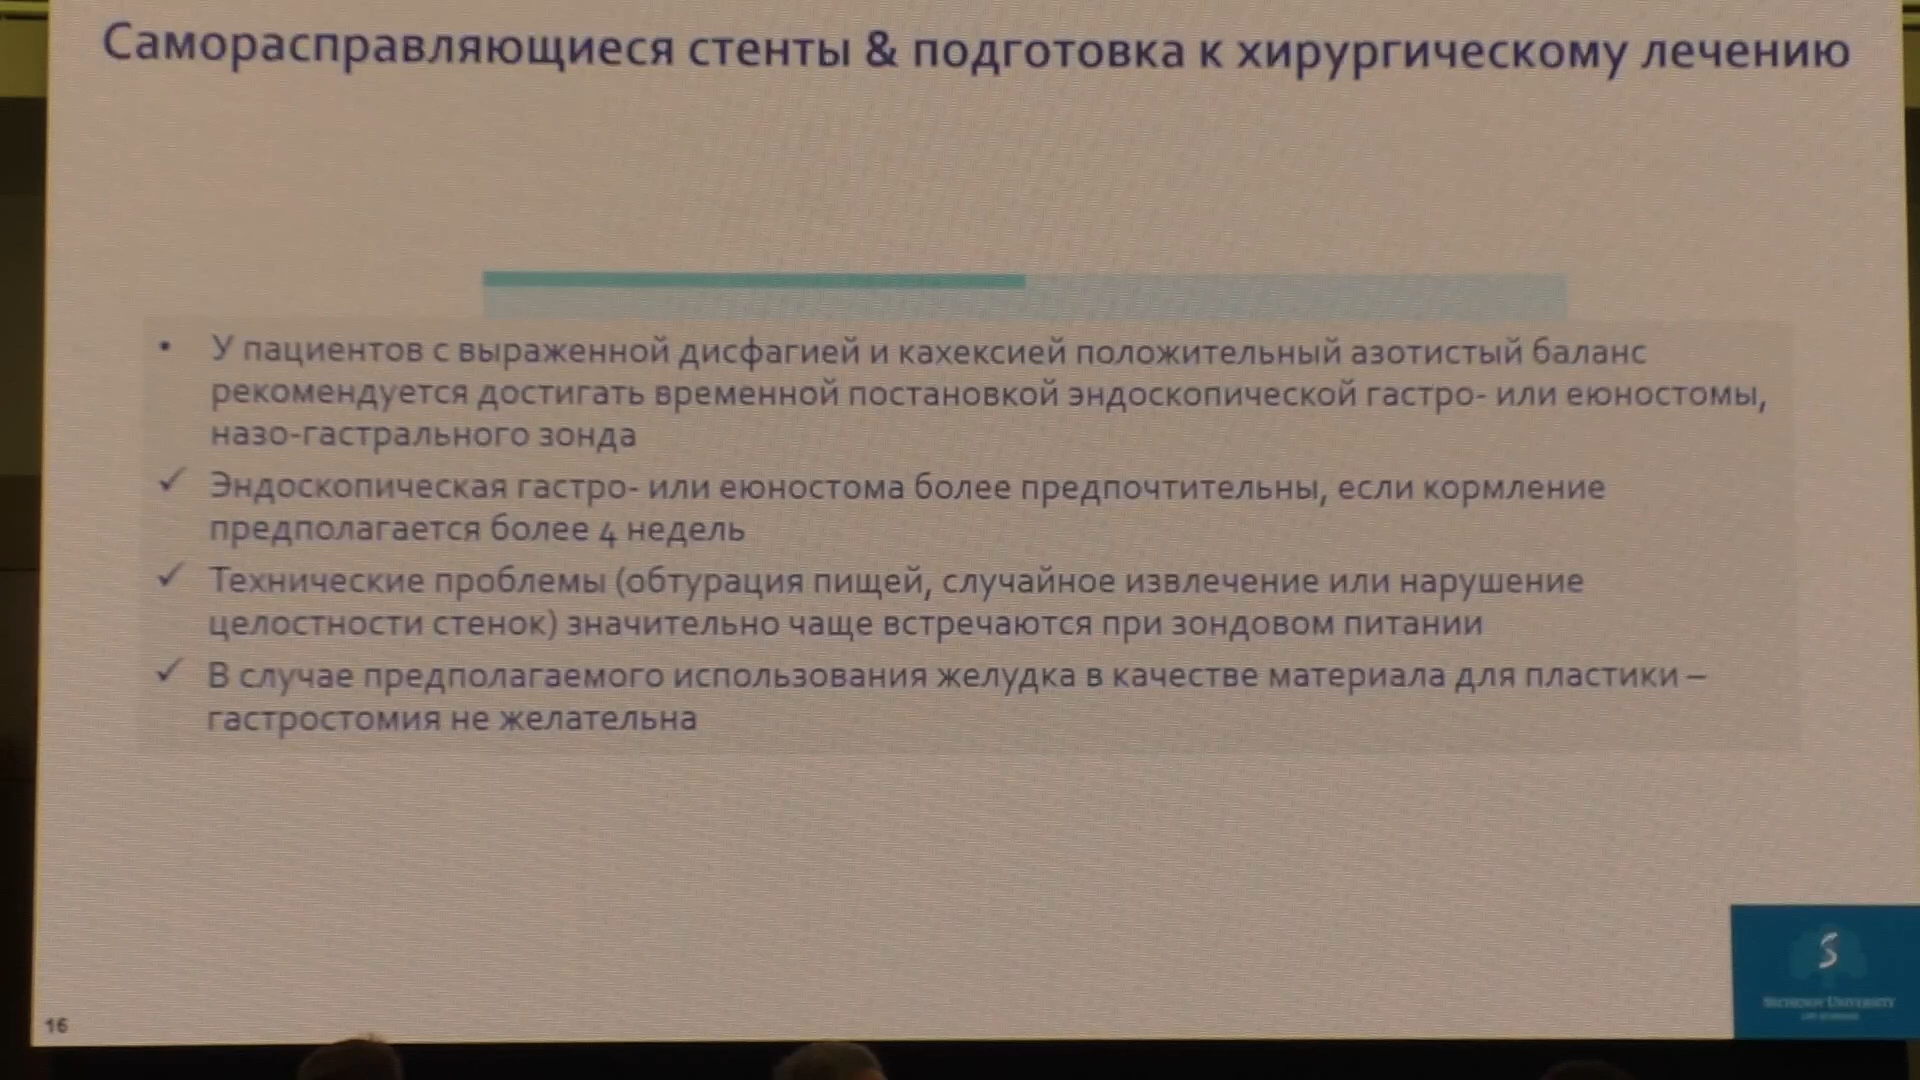 Саморасправляющиеся стенты & подготовка к хирургическому лечению
• У пациентов с выраженной дисфагией и кахексией положительный азотистый баланс
рекомендуется достигать временной постановкой эндоскопической гастро- или еюностомы,
назо-гастрального зонда
✓ Эндоскопическая гастро- или еюностома более предпочтительны, если кормление
предполагается более 4 недель
✓ Технические проблемы (обтурация пищей, случайное извлечение или нарушение
целостности стенок) значительно чаще встречаются при зондовом питании
✓ В случае предполагаемого использования желудка в качестве материала для пластики –
гастростомия не желательна
SECHENOV UNIVERSITY
16